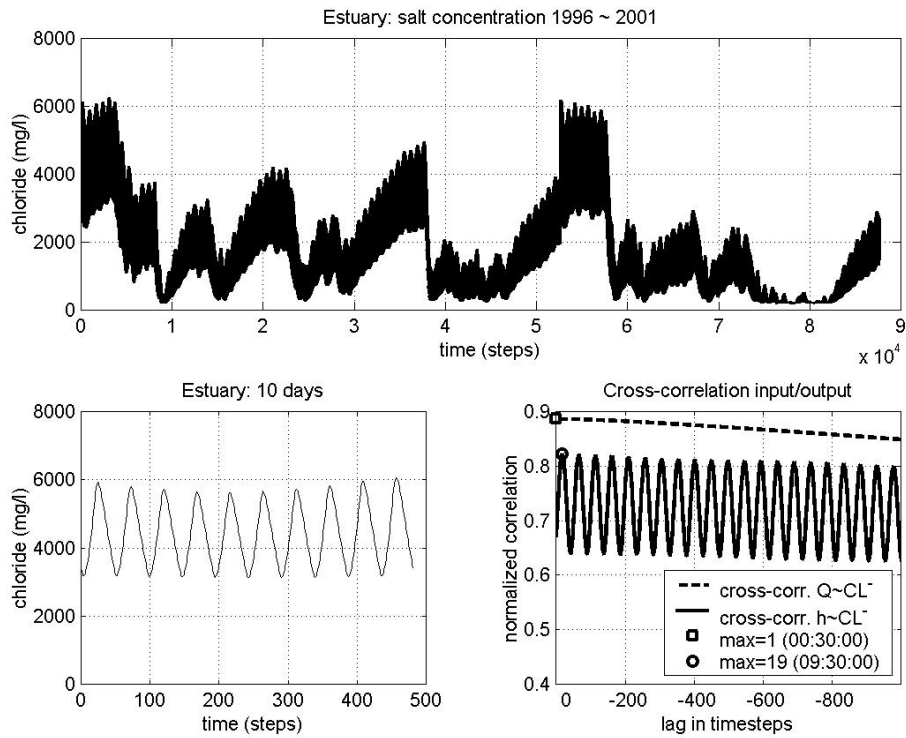 Estuary: salt concentration 1996 ~ 2001
8000
6000
4000
2000
0
chloride (mg/l)
0 1 2 3 4 5 6 7 8 9
time (steps)
x 10^4
Estuary: 10 days
8000
6000
4000
2000
0
chloride (mg/l)
0 100 200 300 400 500
time (steps)
Cross-correlation input/output
0.9
0.8
0.7
0.6
0.5
0.4
normalized correlation
cross-corr. Q~CL^-
cross-corr. h~CL^-
max=1 (00:30:00)
max=19 (09:30:00)
0 -200 -400 -600 -800
lag in timesteps